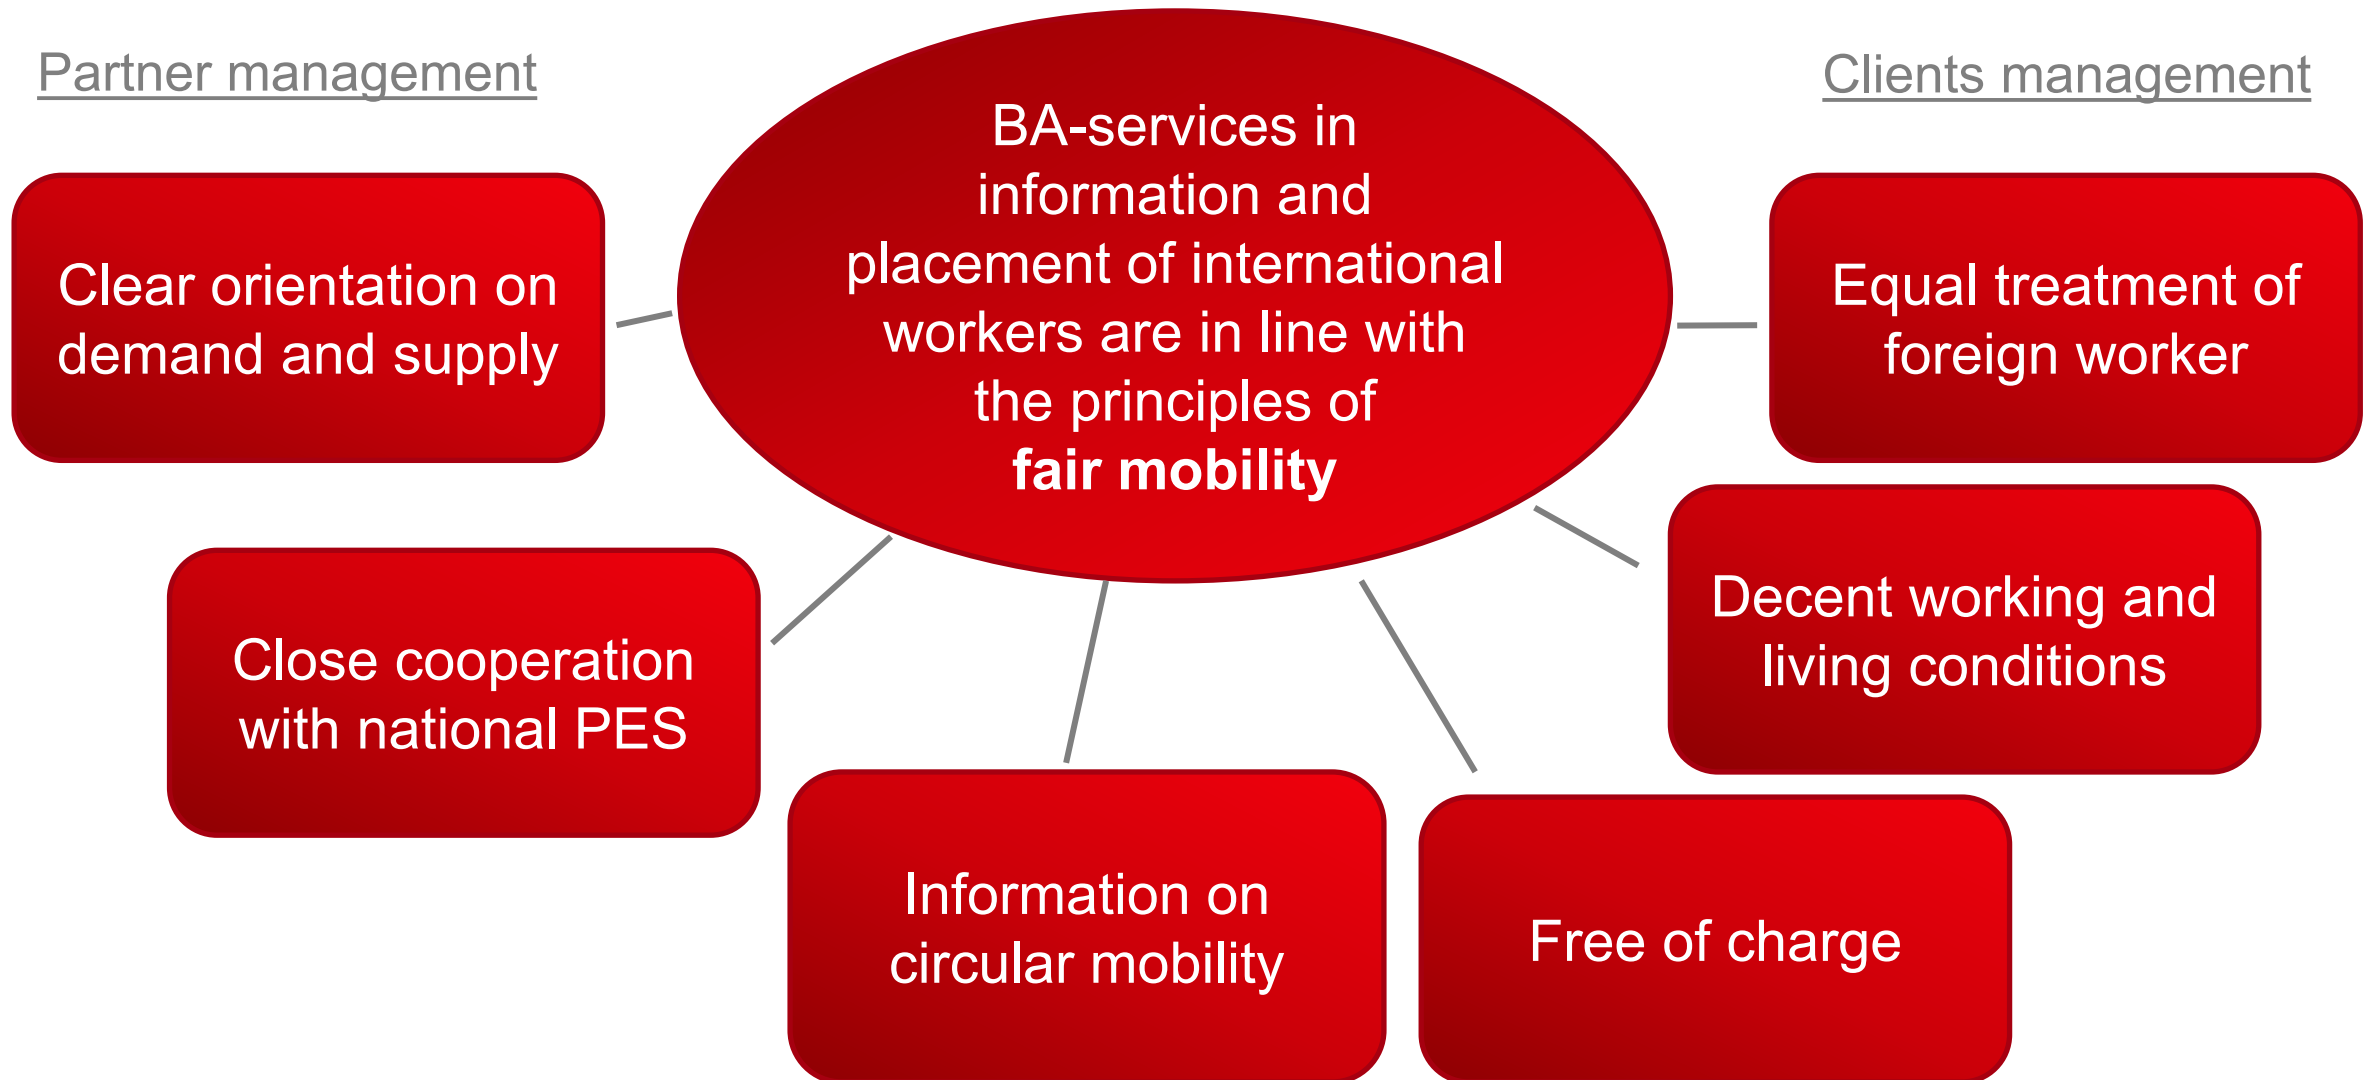 Partner management
Clients management
BA-services in
information and
placement of international
workers are in line with
the principles of
fair mobility
Clear orientation on
demand and supply
Equal treatment of
foreign worker
Close cooperation
with national PES
Decent working and
living conditions
Information on
circular mobility
Free of charge